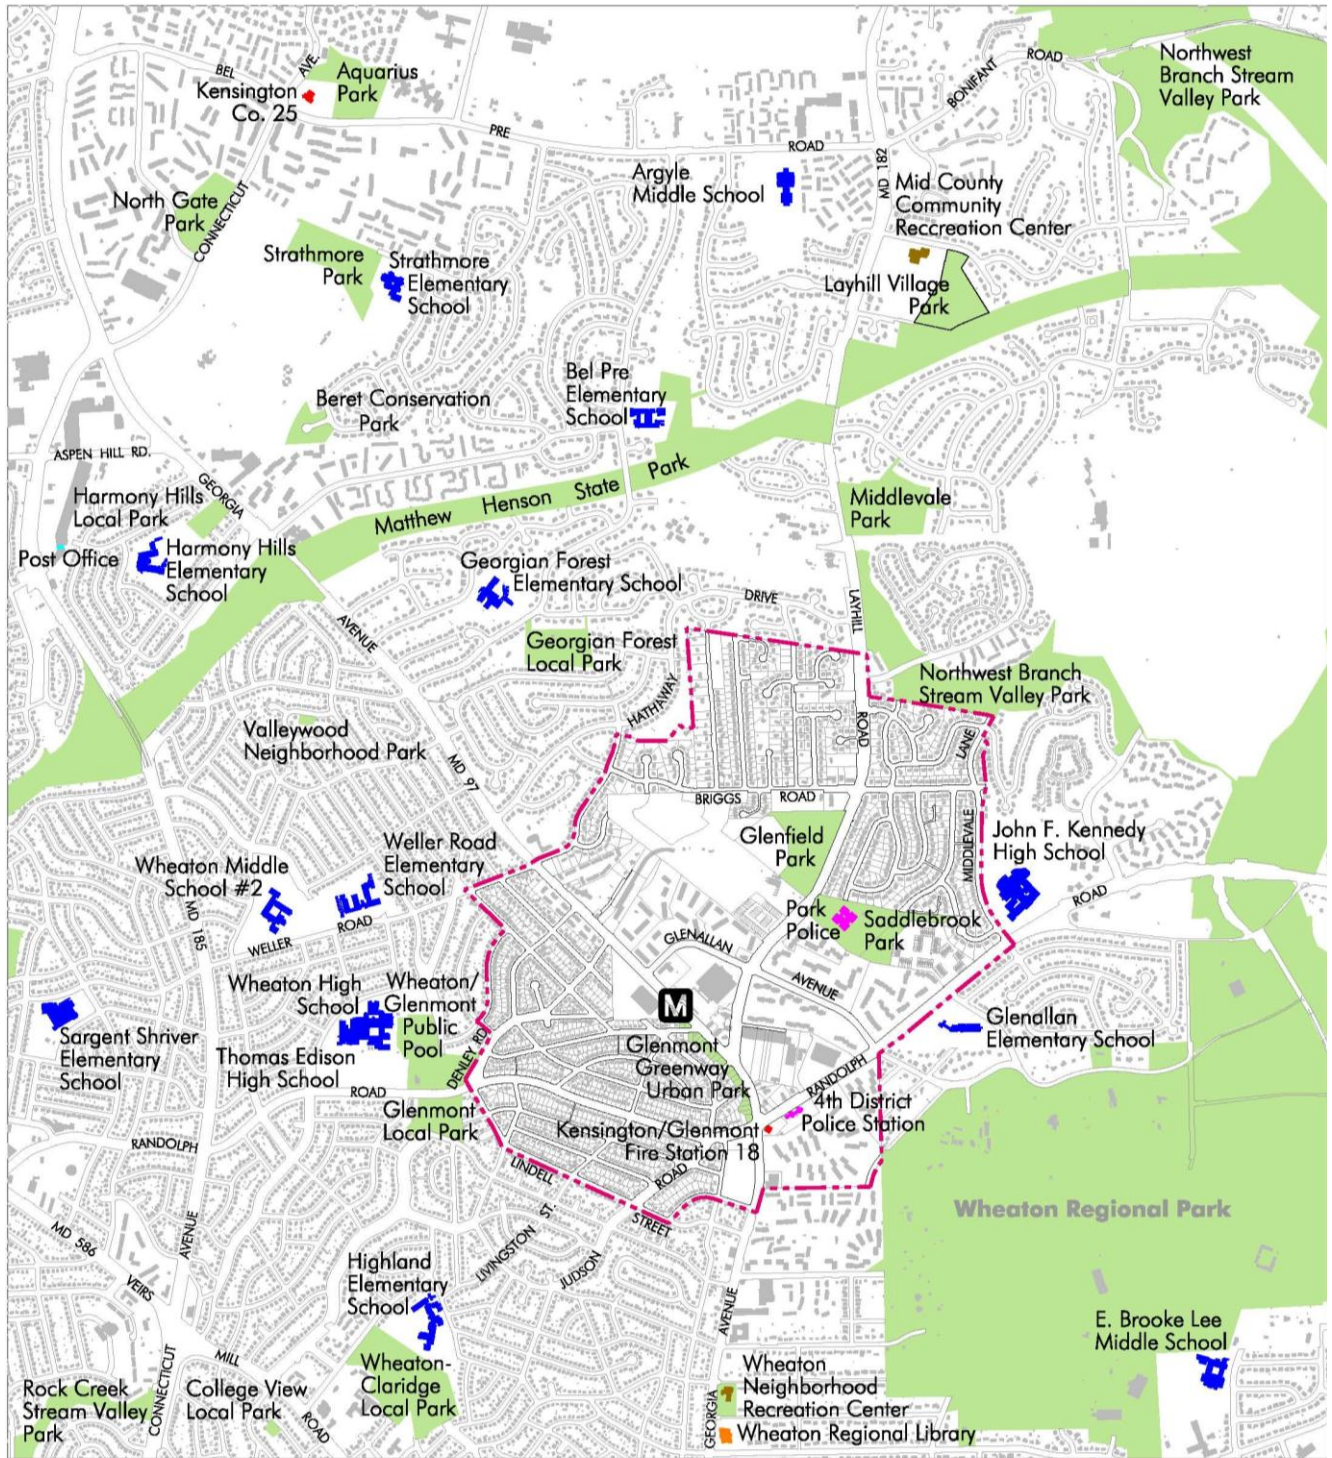 BEL
AVE.
Kensington
Co. 25
Aquarius
Park
PRE
ROAD
BONIFANT
ROAD
Northwest
Branch Stream
Valley Park
Argyle
Middle School
MD 182
Mid County
Community
Reccreation Center
North Gate
Park
CONNECTICUT
Strathmore
Park
Strathmore
Elementary
School
Layhill Village
Park
Bel Pre
Elementary
School
Beret Conservation
Park
ASPEN HILL RD.
GEORGIA
Harmony Hills
Local Park
Matthew Henson State Park
Middlevale
Park
Post Office
Harmony Hills
Elementary
School
Georgian Forest
Elementary School
DRIVE
LAYHILL
AVENUE
Georgian Forest
Local Park
Northwest Branch
Stream Valley Park
HATHAWAY
ROAD
LANE
Valleywood
Neighborhood Park
MD 97
BRIGGS ROAD
Glenfield
Park
MIDDLEVALE
John F. Kennedy
High School
ROAD
Weller Road
Elementary
School
Wheaton Middle
School #2
MD 185
WELLER ROAD
Park
Police
Saddlebrook
Park
GLENALLAN
AVENUE
Wheaton High
School
Wheaton/
Glenmont
Public
Pool
M
Sargent Shriver
Elementary
School
Thomas Edison
High School
DENLEY RD.
Glenmont
Greenway
Urban Park
Glenallan
Elementary School
RANDOLPH
ROAD
Glenmont
Local Park
4th District
Police Station
Kensington/Glenmont
Fire Station 18
RANDOLPH
LINDELL
ROAD
STREET
Wheaton Regional Park
MD 586
AVENUE
LIVINGSTON ST.
JUDSON
VEIRS
Highland
Elementary
School
AVENUE
E. Brooke Lee
Middle School
MILL
CONNECTICUT
Rock Creek
Stream Valley
Park
College View
Local Park
ROAD
Wheaton-
Claridge
Local Park
GEORGIA
Wheaton
Neighborhood
Recreation Center
Wheaton Regional Library